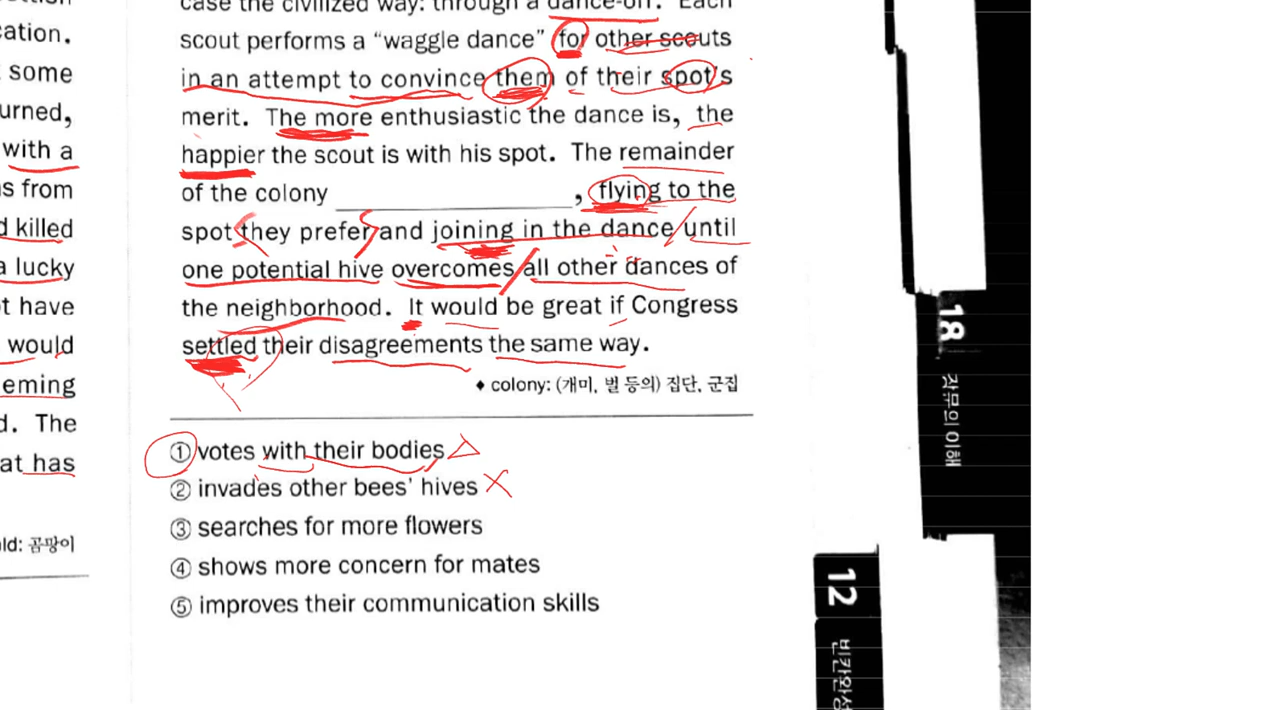 ation.
some
urned,
with a
s from
d killed
a lucky
t have
would
eming
d. The
at has
ld: 곰팡이
case the civilized way: through a dance-off. Each
scout performs a “waggle dance” for other scouts
in an attempt to convince them of their spot's
merit. The more enthusiastic the dance is, the
happier the scout is with his spot. The remainder
of the colony ____________________, flying to the
spot they prefer and joining in the dance until
one potential hive overcomes all other dances of
the neighborhood. It would be great if Congress
settled their disagreements the same way.
♦ colony: (개미, 벌 등의) 집단, 군집
① votes with their bodies
② invades other bees' hives
③ searches for more flowers
④ shows more concern for mates
⑤ improves their communication skills
18
장문의 이해
12